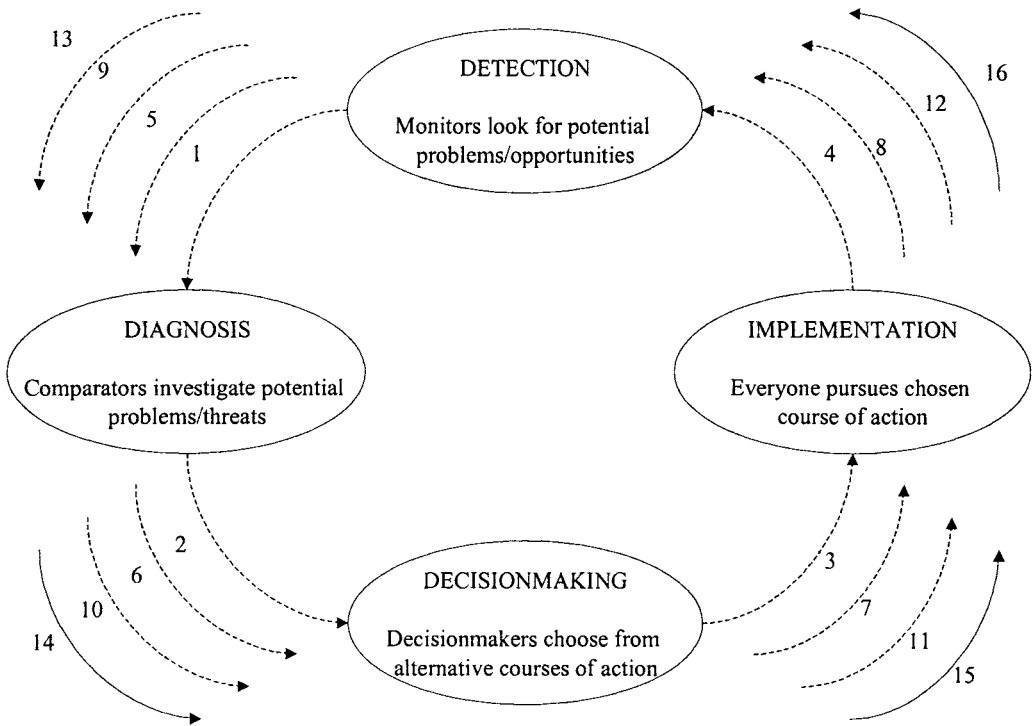 13
9
5
1
DETECTION
Monitors look for potential
problems/opportunities
4
8
12
16
DIAGNOSIS
Comparators investigate potential
problems/threats
IMPLEMENTATION
Everyone pursues chosen
course of action
2
6
10
14
DECISIONMAKING
Decisionmakers choose from
alternative courses of action
3
7
11
15